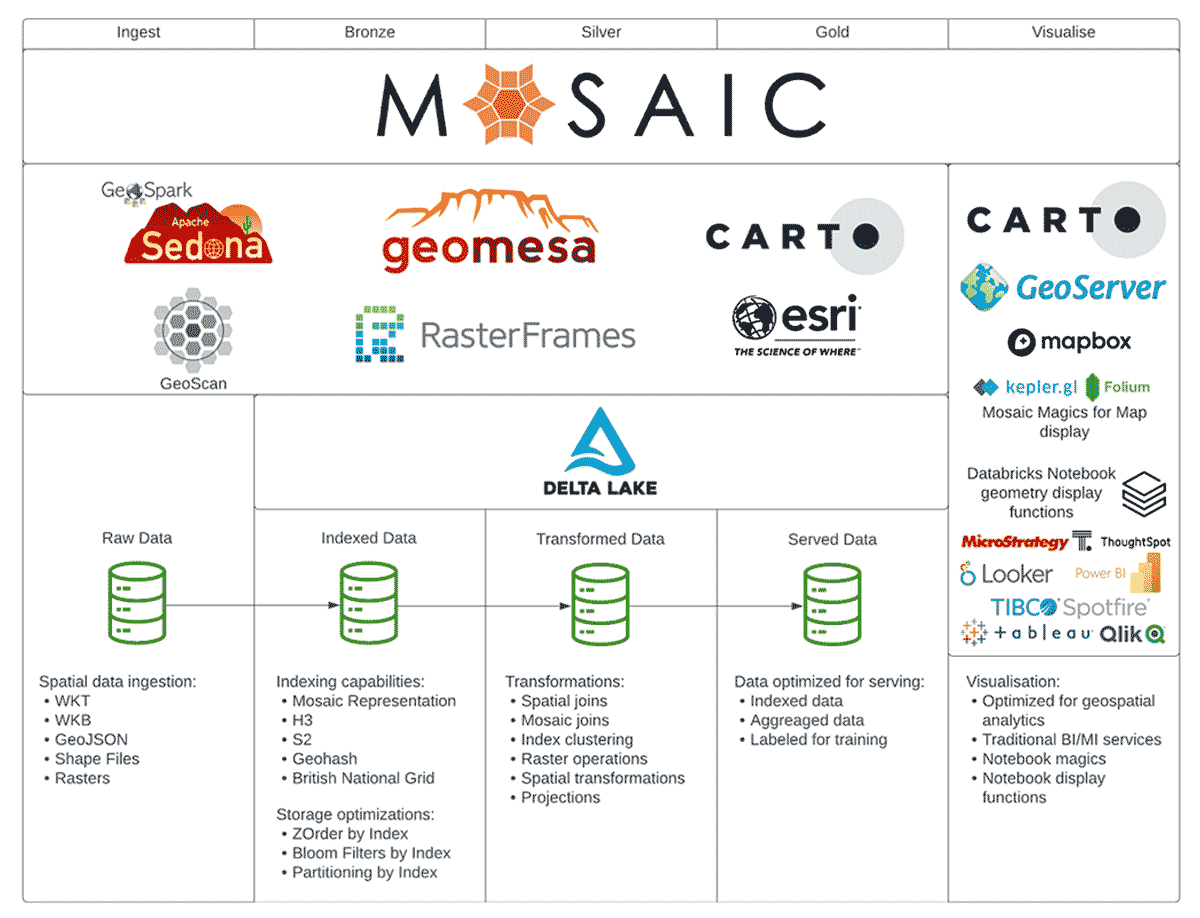 Ingest
Bronze
Silver
Gold
Visualise
MOSAIC
GeoSpark
Apache
Sedona
geomesa
CARTO
GeoScan
RasterFrames
esri
THE SCIENCE OF WHERE™
CARTO
GeoServer
mapbox
kepler.gl
Folium
Mosaic Magics for Map
display
Databricks Notebook
geometry display
functions
MicroStrategy
T.
ThoughtSpot
Looker
Power BI
TIBCO Spotfire®
+ableau
Qlik
DELTA LAKE
Raw Data
Indexed Data
Transformed Data
Served Data
Spatial data ingestion:
• WKT
• WKB
• GeoJSON
• Shape Files
• Rasters
Indexing capabilities:
• Mosaic Representation
• H3
• S2
• Geohash
• British National Grid
Storage optimizations:
• ZOrder by Index
• Bloom Filters by Index
• Partitioning by Index
Transformations:
• Spatial joins
• Mosaic joins
• Index clustering
• Raster operations
• Spatial transformations
• Projections
Data optimized for serving:
• Indexed data
• Aggreaged data
• Labeled for training
Visualisation:
• Optimized for geospatial
analytics
• Traditional BI/MI services
• Notebook magics
• Notebook display
functions